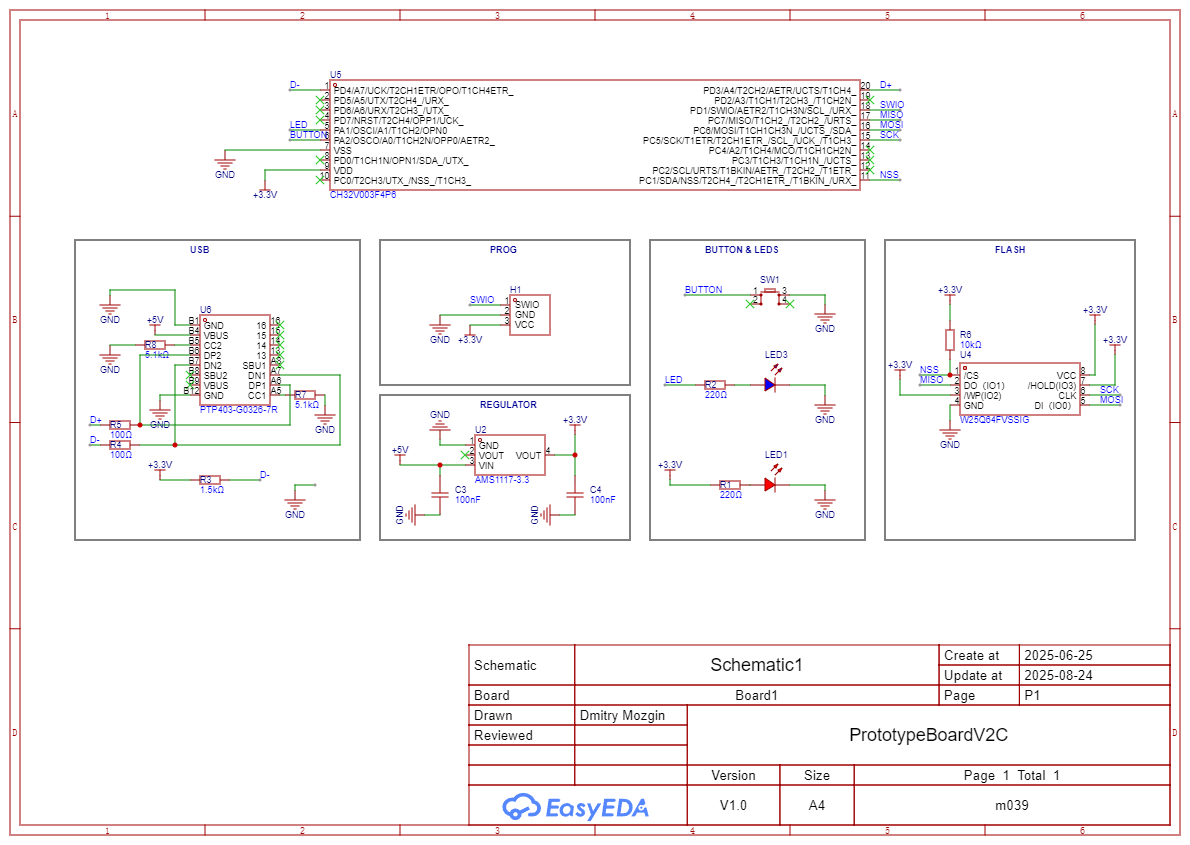 1 2 3 4 5 6
A A
B B
C C
D D
U5
D- 1 PD4/A7/UCK/T2CH1ETR/OPO/T1CH4ETR_
2 PD5/A5/UTX/T2CH4_/URX_
3 PD6/A6/URX/T2CH3_/UTX_
4 PD7/NRST/T2CH4/OPP1/UCK_
LED 5 PA1/OSCI/A1/T1CH2/OPN0
BUTTON 6 PA2/OSCO/A0/T1CH2N/OPP0/AETR2_
7 VSS
8 PD0/T1CH1N/OPN1/SDA_/UTX_
9 VDD
10 PC0/T2CH3/UTX_/NSS_/T1CH3_
GND
+3.3V
CH32V003F4P6
PD3/A4/T2CH2/AETR/UCTS/T1CH4_ 20 D+
PD2/A3/T1CH1/T2CH3_/T1CH2N_ 19
PD1/SWIO/AETR2/T1CH3N/SCL_/URX_ 18 SWIO
PC7/MISO/T1CH2_/T2CH2_/URTS_ 17 MISO
PC6/MOSI/T1CH1CH3N_/UCTS_/SDA_ 16 MOSI
PC5/SCK/T1ETR/T2CH1ETR_/SCL_/UCK_/T1CH3_ 15 SCK
PC4/A2/T1CH4/MCO/T1CH1CH2N_ 14
PC3/T1CH3/T1CH1N_/UCTS_ 13
PC2/SCL/URTS/T1BKIN/AETR_/T2CH2_/T1ETR_ 12
PC1/SDA/NSS/T2CH4_/T2CH1ETR_/T1BKIN_/URX_ 11 NSS
USB
U6
GND
+5V
R8
5.1kΩ
GND
B1 GND
B4 VBUS
B5 CC2
B6 DP2
B7 DN2
B8 SBU2
B9 VBUS
B12 GND
16 16
15 15
14 14
13 13
SBU1 A8
DN1 A7
DP1 A6
CC1 A5
PTP403-G0326-7R
R7
5.1kΩ
GND
GND
D+ R5
100Ω
D- R4
100Ω
+3.3V
R3
1.5kΩ
D-
GND
PROG
H1
SWIO 1 SWIO
2 GND
3 VCC
GND
+3.3V
REGULATOR
GND
U2
+3.3V
+5V
1 GND
2 VOUT
3 VIN
VOUT 4
AMS1117-3.3
C3
100nF
C4
100nF
GND
GND
BUTTON & LEDS
SW1
BUTTON
1 3
2 4
GND
LED3
LED
R2
220Ω
GND
LED1
+3.3V
R1
220Ω
GND
FLASH
+3.3V
+3.3V
R6
10kΩ
+3.3V
U4
+3.3V
NSS 1 /CS
MISO 2 DO (IO1)
3 /WP(IO2)
4 GND
VCC 8
/HOLD(IO3) 7
CLK 6 SCK
DI (IO0) 5 MOSI
W25Q64FVSSIG
GND
Schematic Schematic1
Create at 2025-06-25
Update at 2025-08-24
Board Board1 Page P1
Drawn Dmitry Mozgin
Reviewed
PrototypeBoardV2C
Version Size Page 1 Total 1
EasyEDA V1.0 A4 m039
1 2 3 4 5 6